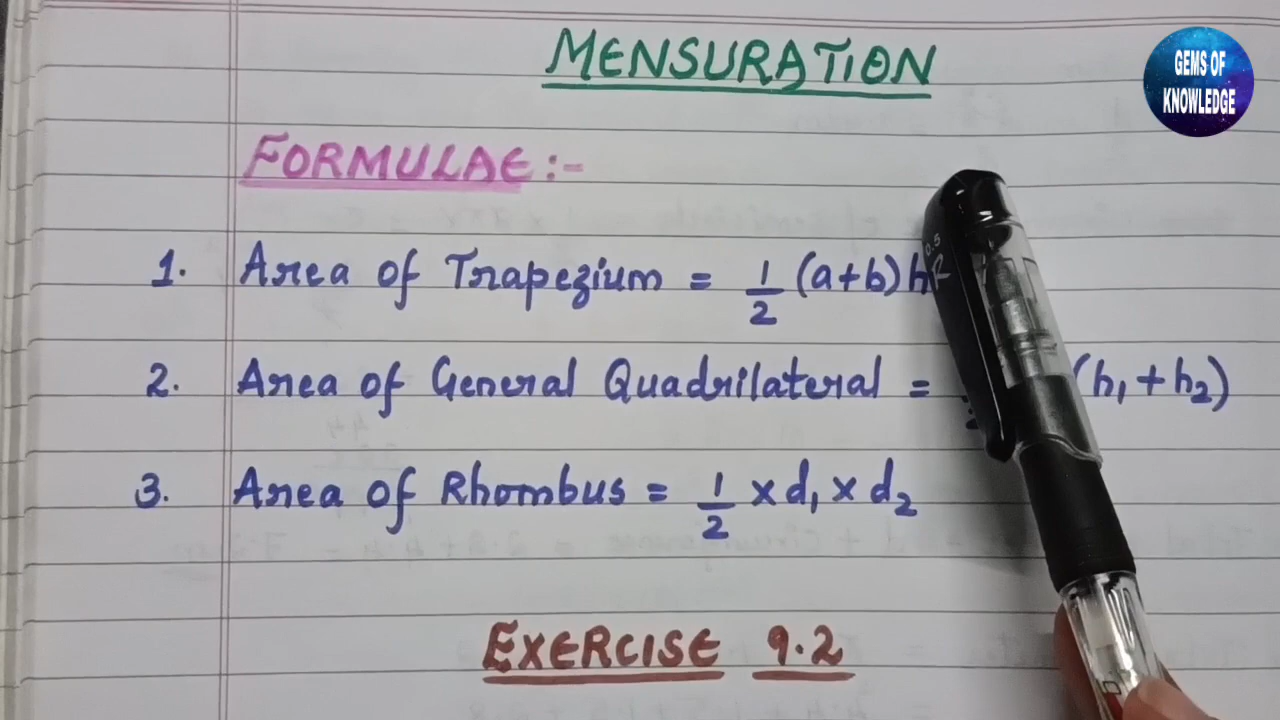 MENSURATION
GEMS OF
KNOWLEDGE
FORMULAE :-
1. Area of Trapezium = 1/2 (a+b) h
2. Area of General Quadrilateral = (h₁ + h₂)
3. Area of Rhombus = 1/2 × d₁ × d₂
EXERCISE 9.2